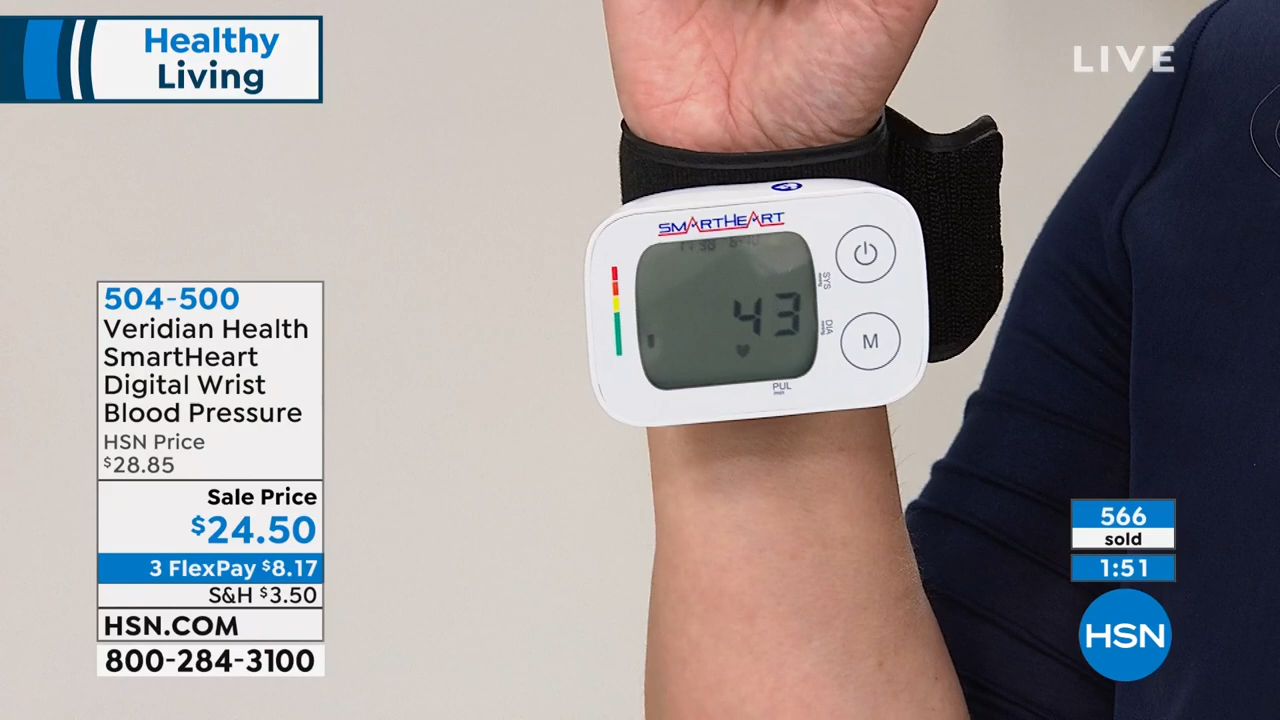 Healthy
Living
LIVE
SMARTHEART
43
SYS
DIA
M
PUL
504-500
Veridian Health
SmartHeart
Digital Wrist
Blood Pressure
HSN Price
$28.85
Sale Price
$24.50
3 FlexPay $8.17
S&H $3.50
HSN.COM
800-284-3100
566
sold
1:51
HSN